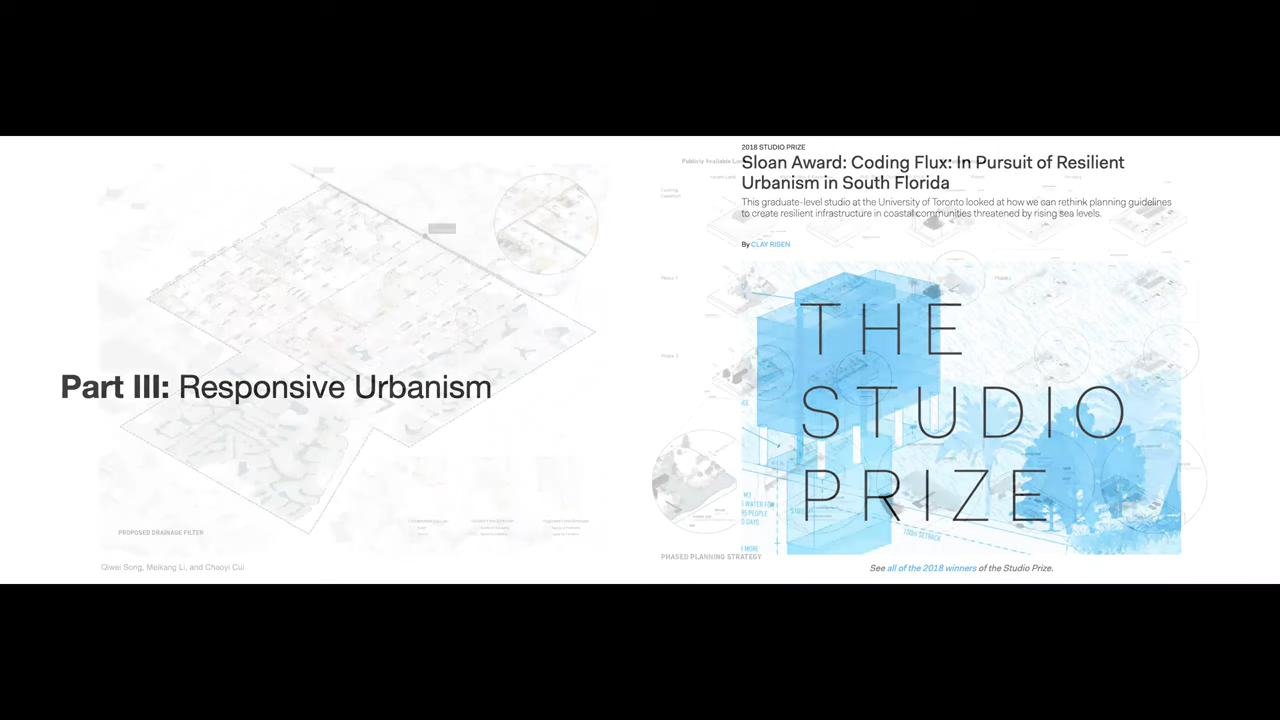 Part III: Responsive Urbanism
PROPOSED DRAINAGE FILTER
Qiwei Song, Meikang Li, and Chaoyi Cui
2018 STUDIO PRIZE
Sloan Award: Coding Flux: In Pursuit of Resilient
Urbanism in South Florida
This graduate-level studio at the University of Toronto looked at how we can rethink planning guidelines
to create resilient infrastructure in coastal communities threatened by rising sea levels.
By CLAY RISEN
THE
STUDIO
PRIZE
100ft SETBACK
PHASED PLANNING STRATEGY
See all of the 2018 winners of the Studio Prize.